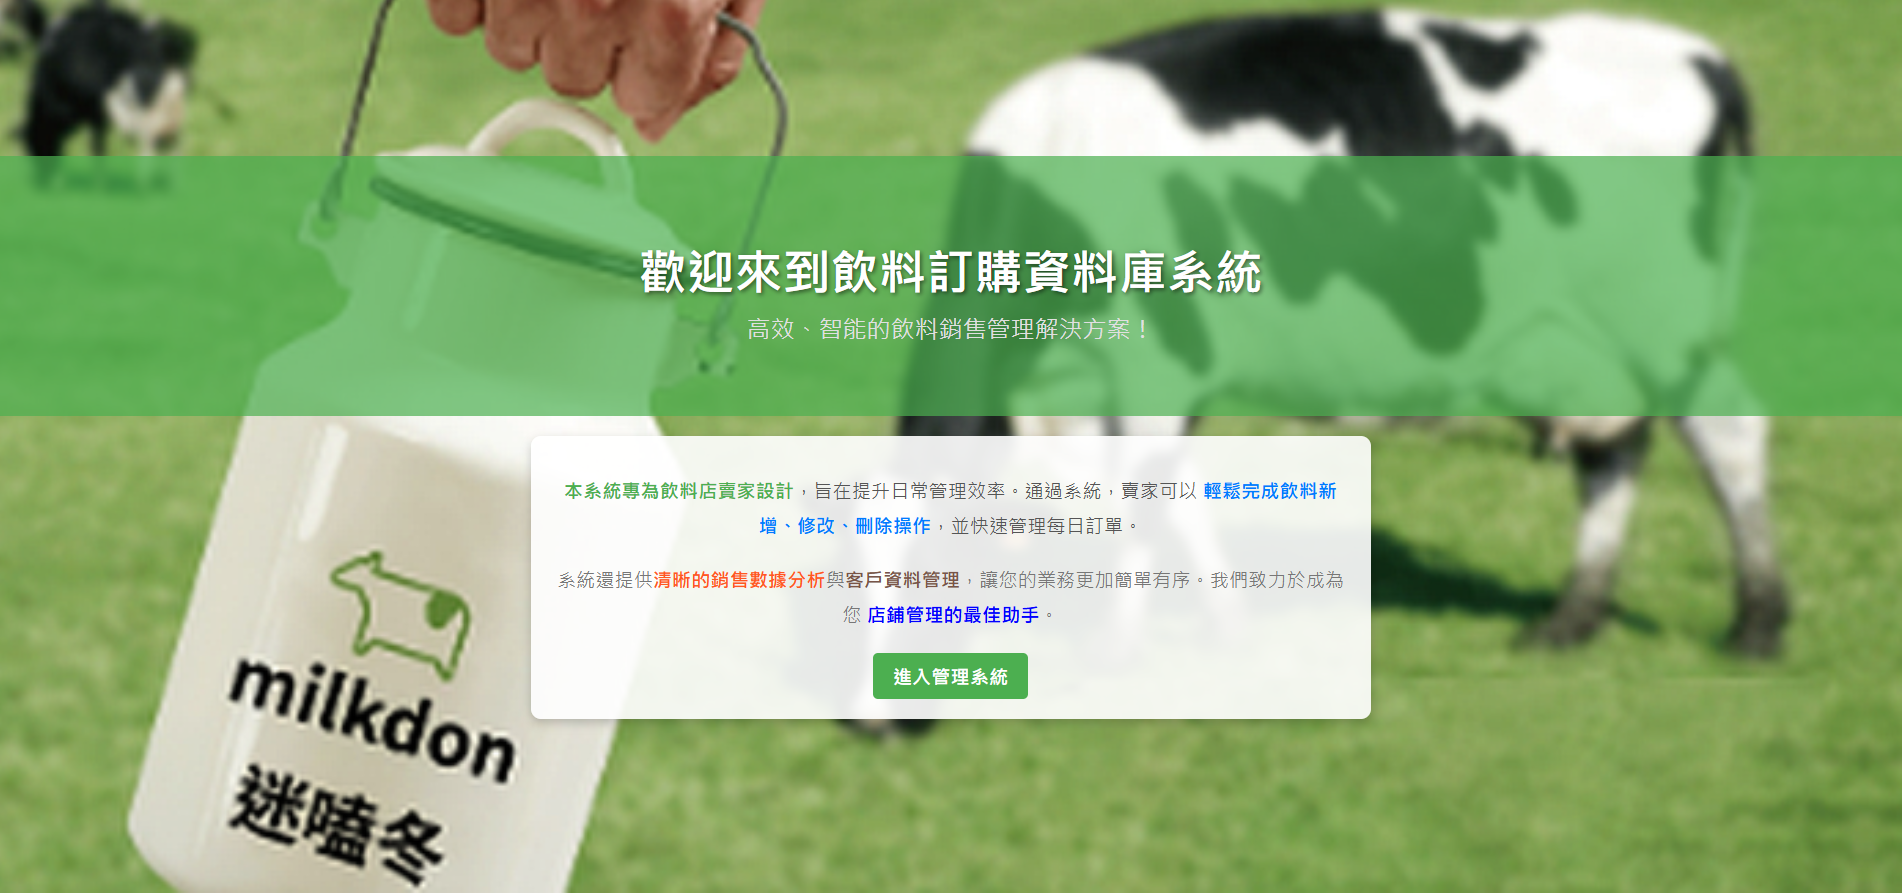 歡迎來到飲料訂購資料庫系統
高效、智能的飲料銷售管理解決方案！
本系統專為飲料店賣家設計，旨在提升日常管理效率。通過系統，賣家可以 輕鬆完成飲料新
增、修改、刪除操作，並快速管理每日訂單。
系統還提供清晰的銷售數據分析與客戶資料管理，讓您的業務更加簡單有序。我們致力於成為
您 店鋪管理的最佳助手。
進入管理系統
milkdon
迷嗑冬